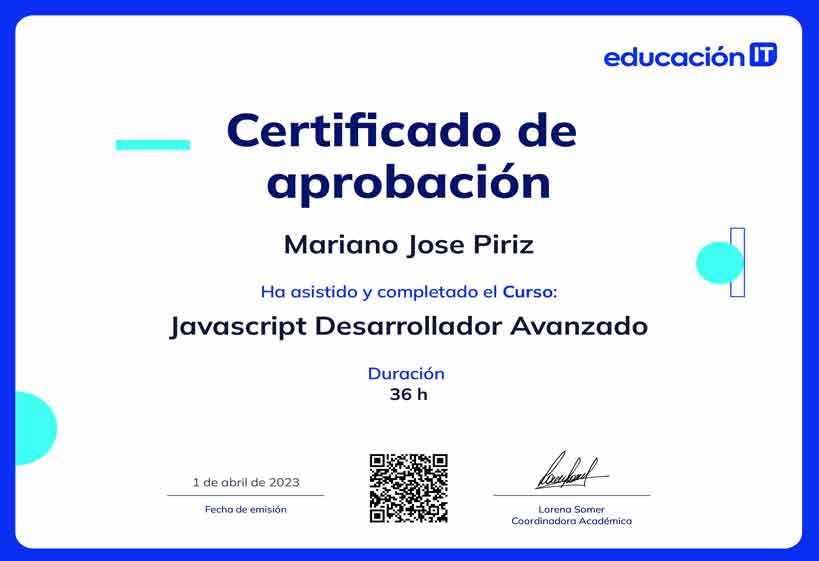 educación IT
Certificado de
aprobación
Mariano Jose Piriz
Ha asistido y completado el Curso:
Javascript Desarrollador Avanzado
Duración
36 h
1 de abril de 2023
Fecha de emisión
Lorena Somer
Coordinadora Académica